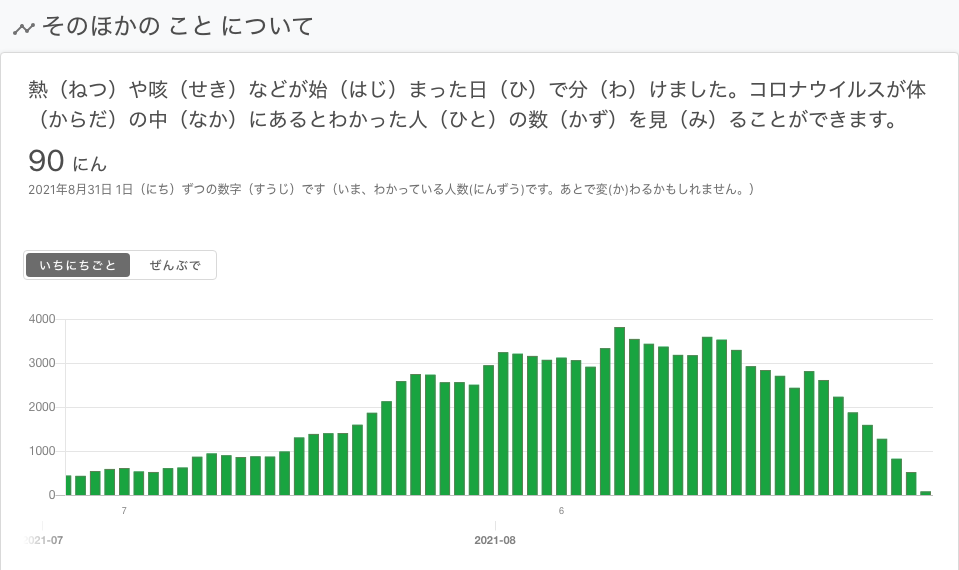 そのほかの こと について
熱（ねつ）や咳（せき）などが始（はじ）まった日（ひ）で分（わ）けました。コロナウイルスが体
（からだ）の中（なか）にあるとわかった人（ひと）の数（かず）を見（み）ることができます。
90 にん
2021年8月31日 1日（にち）ずつの数字（すうじ）です（いま、わかっている人数(にんずう)です。あとで変(か)わるかもしれません。）
いちにちごと ぜんぶで
4000
3000
2000
1000
0
7 6
021-07 2021-08